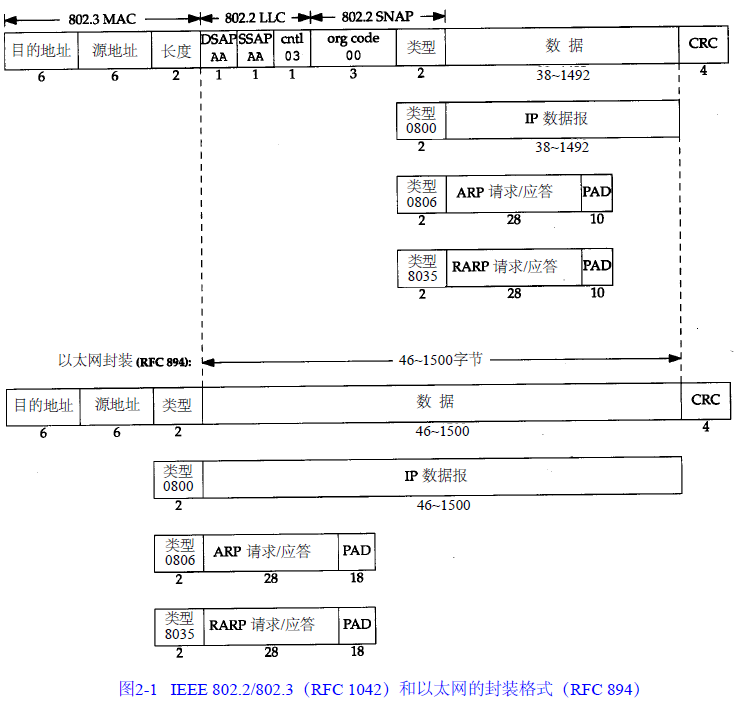 802.3 MAC 802.2 LLC 802.2 SNAP
目的地址 源地址 长度 DSAP AA SSAP AA cntl 03 org code 00 类型 数 据 CRC
6 6 2 1 1 1 3 2 38~1492 4
类型 0800 IP 数据报
2 38~1492
类型 0806 ARP 请求/应答 PAD
2 28 10
类型 8035 RARP 请求/应答 PAD
2 28 10
以太网封装 (RFC 894): 46~1500字节
目的地址 源地址 类型 数 据 CRC
6 6 2 46~1500 4
类型 0800 IP 数据报
2 46~1500
类型 0806 ARP 请求/应答 PAD
2 28 18
类型 8035 RARP 请求/应答 PAD
2 28 18
图2-1 IEEE 802.2/802.3（RFC 1042）和以太网的封装格式（RFC 894）